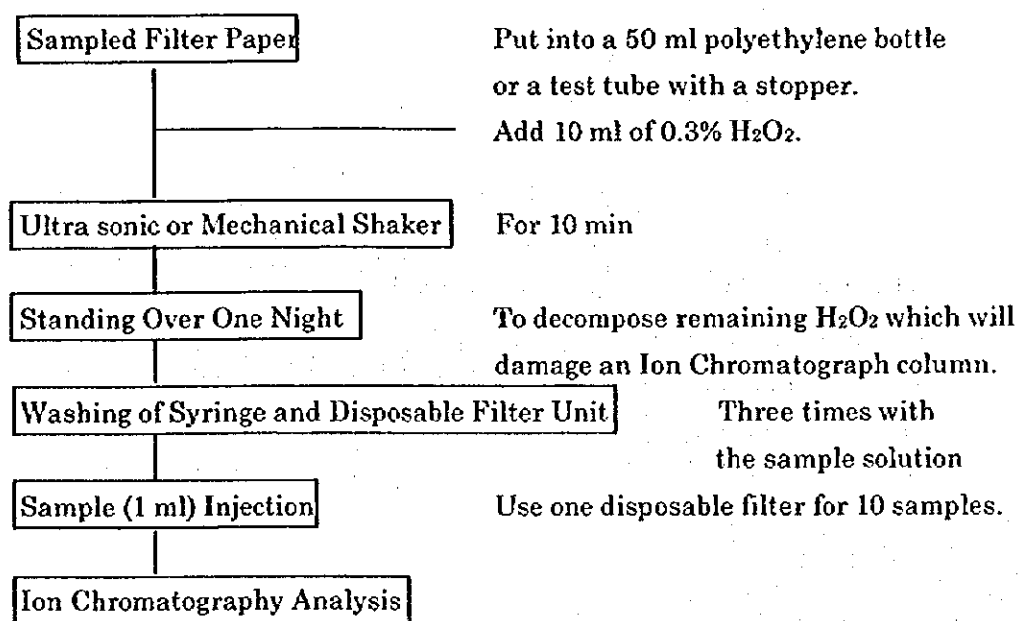 Sampled Filter Paper
Put into a 50 ml polyethylene bottle
or a test tube with a stopper.
Add 10 ml of 0.3% H₂O₂.
Ultra sonic or Mechanical Shaker
For 10 min
Standing Over One Night
To decompose remaining H₂O₂ which will
damage an Ion Chromatograph column.
Washing of Syringe and Disposable Filter Unit
Three times with
the sample solution
Sample (1 ml) Injection
Use one disposable filter for 10 samples.
Ion Chromatography Analysis